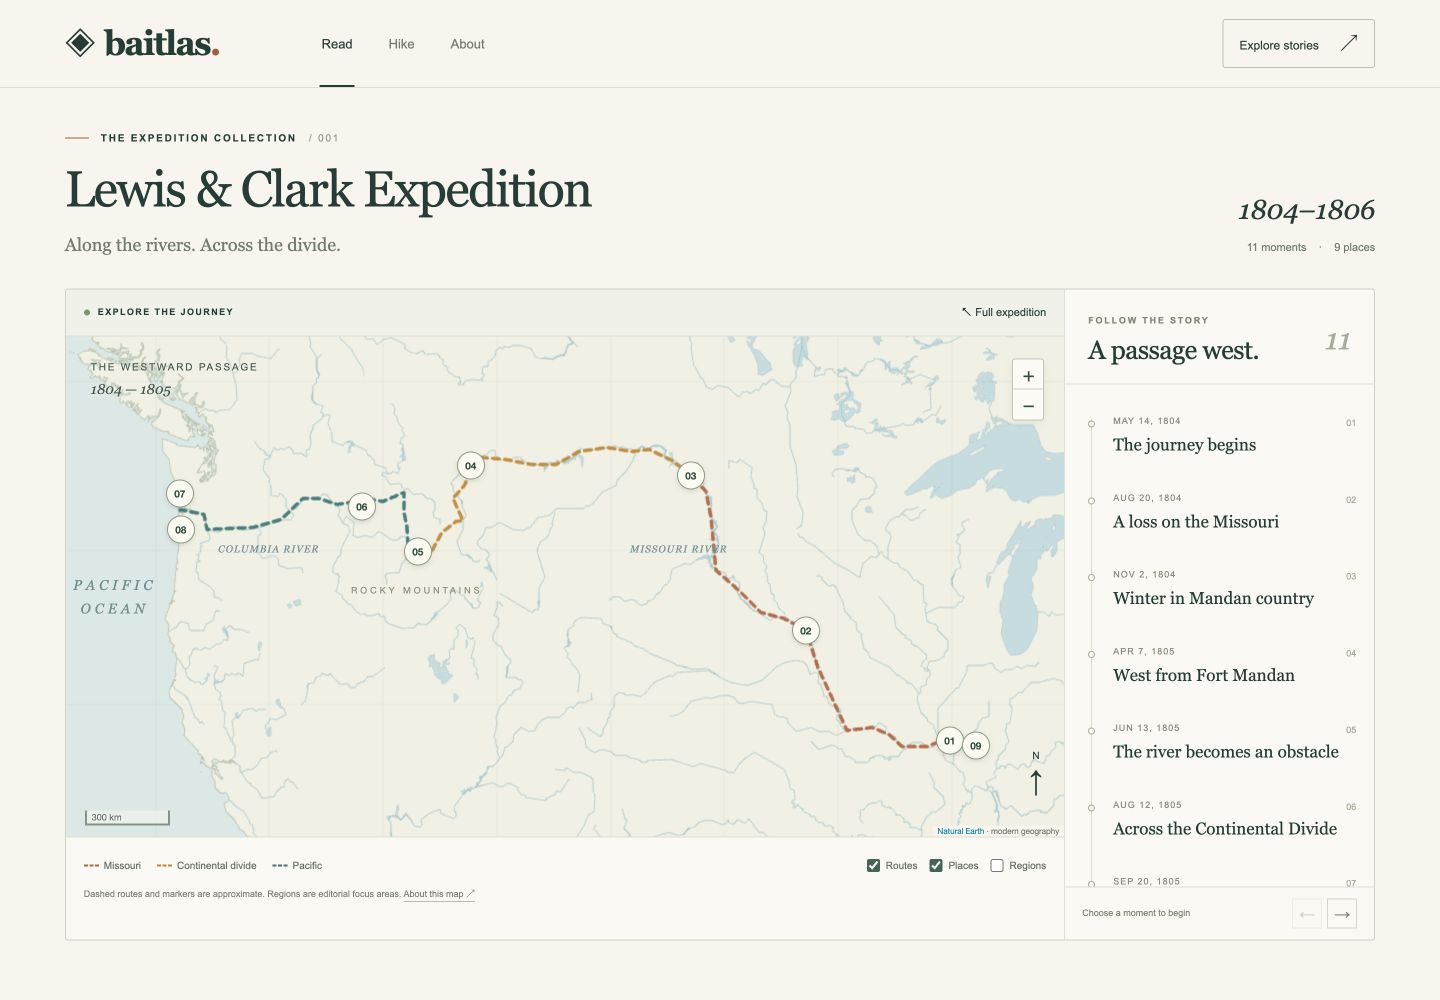 baitlas.
Read
Hike
About
Explore stories
THE EXPEDITION COLLECTION / 001
Lewis & Clark Expedition
Along the rivers. Across the divide.
1804–1806
11 moments · 9 places
EXPLORE THE JOURNEY
↖ Full expedition
THE WESTWARD PASSAGE
1804 — 1805
+
−
04
03
07
06
08
05
COLUMBIA RIVER
MISSOURI RIVER
PACIFIC
OCEAN
ROCKY MOUNTAINS
02
01
09
N
300 km
Natural Earth · modern geography
Missouri
Continental divide
Pacific
Routes
Places
Regions
Dashed routes and markers are approximate. Regions are editorial focus areas. About this map ↗
FOLLOW THE STORY
A passage west.
11
MAY 14, 1804
01
The journey begins
AUG 20, 1804
02
A loss on the Missouri
NOV 2, 1804
03
Winter in Mandan country
APR 7, 1805
04
West from Fort Mandan
JUN 13, 1805
05
The river becomes an obstacle
AUG 12, 1805
06
Across the Continental Divide
SEP 20, 1805
07
Choose a moment to begin
← →